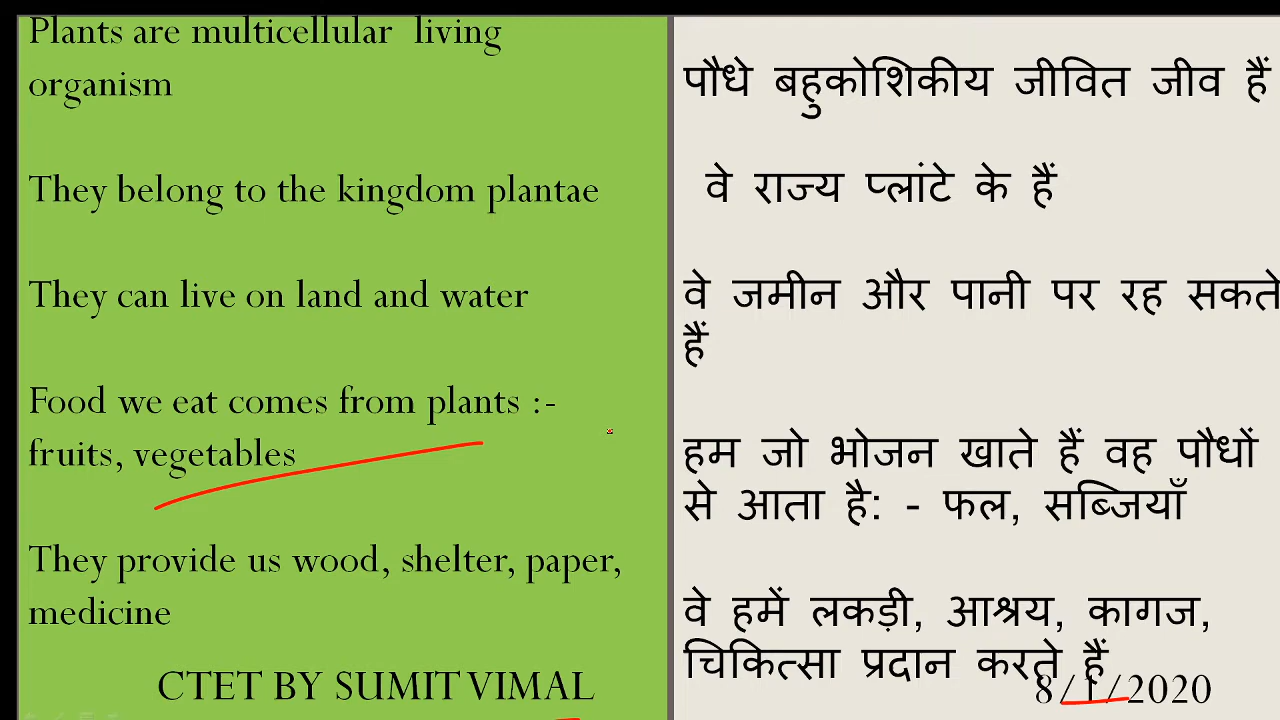 Plants are multicellular living
organism
They belong to the kingdom plantae
They can live on land and water
Food we eat comes from plants :-
fruits, vegetables
They provide us wood, shelter, paper,
medicine
CTET BY SUMIT VIMAL
पौधे बहुकोशिकीय जीवित जीव हैं
वे राज्य प्लांटे के हैं
वे जमीन और पानी पर रह सकते
हैं
हम जो भोजन खाते हैं वह पौधों
से आता है: - फल, सब्जियाँ
वे हमें लकड़ी, आश्रय, कागज,
चिकित्सा प्रदान करते हैं
8/1/2020